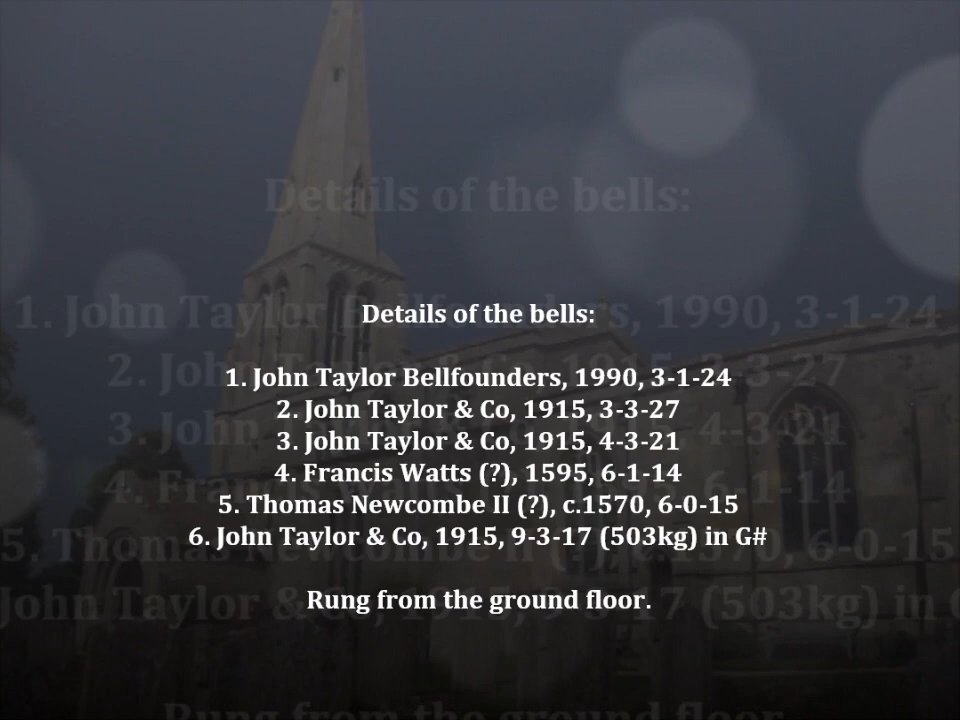 Details of the bells:
1. John Taylor Bellfounders, 1990, 3-1-24
2. John Taylor & Co, 1915, 3-3-27
3. John Taylor & Co, 1915, 4-3-21
4. Francis Watts (?), 1595, 6-1-14
5. Thomas Newcombe II (?), c.1570, 6-0-15
6. John Taylor & Co, 1915, 9-3-17 (503kg) in G#
Rung from the ground floor.